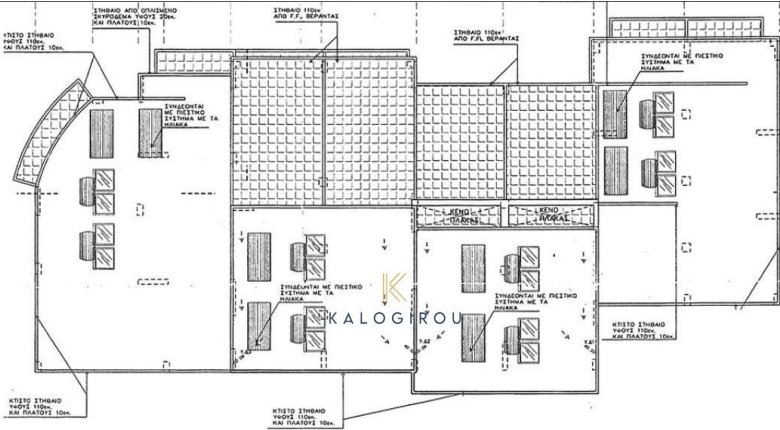 ΣΤΗΘΑΙΟ ΑΠΟ ΟΠΛΙΣΜΕΝΟ
ΣΚΥΡΟΔΕΜΑ ΥΨΟΥΣ 20εκ.
ΚΑΙ ΠΛΑΤΟΥΣ 10εκ.
ΣΤΗΘΑΙΟ 110εκ
ΑΠΟ F.F.L. ΒΕΡΑΝΤΑΣ
ΚΤΙΣΤΟ ΣΤΗΘΑΙΟ
ΥΨΟΥΣ 110εκ.
ΚΑΙ ΠΛΑΤΟΥΣ 10εκ.
ΣΤΗΘΑΙΟ 110εκ
ΑΠΟ F.FL. ΒΕΡΑΝΤΑΣ
ΣΥΝΔΕΟΝΤΑΙ ΜΕ ΠΙΕΣΤΙΚΟ
ΣΥΣΤΗΜΑ ΜΕ ΤΑ
ΗΛΙΑΚΑ
ΣΥΝΔΕΟΝΤΑΙ
ΜΕ ΠΙΕΣΤΙΚΟ
ΣΥΣΤΗΜΑ ΜΕ ΤΑ
ΗΛΙΑΚΑ
ΚΕΝΟ
ΠΛΑΚΑΣ
ΚΕΝΟ
ΠΛΑΚΑΣ
ΣΥΝΔΕΟΝΤΑΙ ΜΕ ΠΙΕΣΤΙΚΟ
ΣΥΣΤΗΜΑ ΜΕ ΤΑ
ΗΛΙΑΚΑ
ΣΥΝΔΕΟΝΤΑΙ ΜΕ ΠΙΕΣΤΙΚΟ
ΣΥΣΤΗΜΑ ΜΕ ΤΑ
ΗΛΙΑΚΑ
KALOGIROU
ΚΤΙΣΤΟ ΣΤΗΘΑΙΟ
ΥΨΟΥΣ 110εκ.
ΚΑΙ ΠΛΑΤΟΥΣ 10εκ.
Υ.Δ2
ΚΤΙΣΤΟ ΣΤΗΘΑΙΟ
ΥΨΟΥΣ 110εκ.
ΚΑΙ ΠΛΑΤΟΥΣ 10εκ.
ΚΤΙΣΤΟ ΣΤΗΘΑΙΟ
ΥΨΟΥΣ 110εκ.
ΚΑΙ ΠΛΑΤΟΥΣ 10εκ.